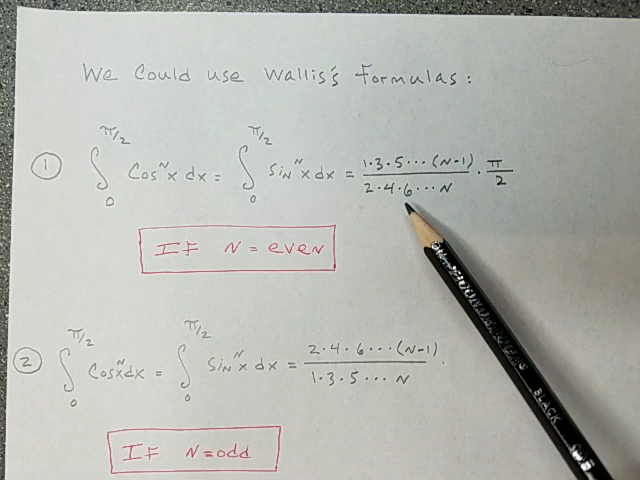 We Could use Wallis's Formulas:
① ∫₀^{π/2} Cos^N x dx = ∫₀^{π/2} Sin^N x dx = 1·3·5···(N-1) / 2·4·6···N · π/2
IF N = even
② ∫₀^{π/2} Cos^N x dx = ∫₀^{π/2} Sin^N x dx = 2·4·6···(N-1) / 1·3·5···N .
IF N=odd
BLACK